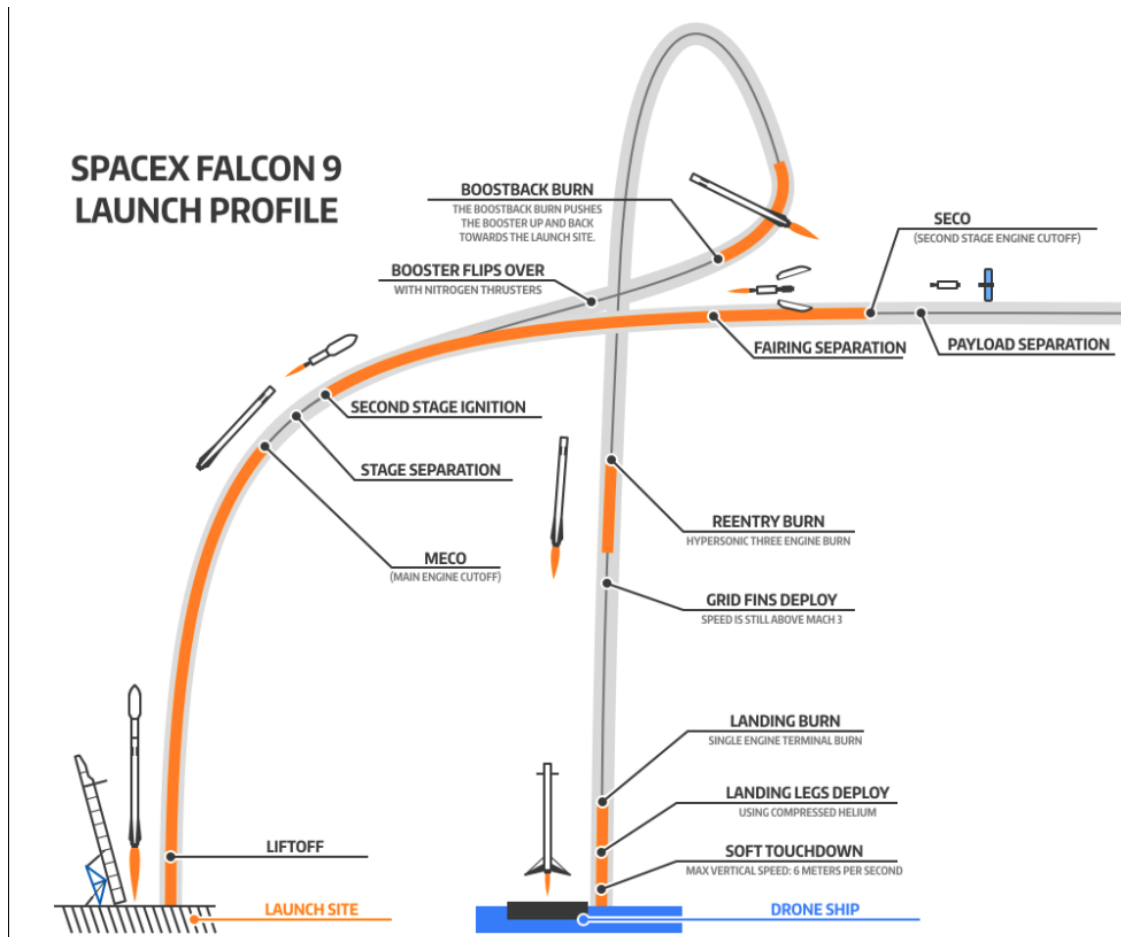 SPACEX FALCON 9
LAUNCH PROFILE
BOOSTBACK BURN
THE BOOSTBACK BURN PUSHES
THE BOOSTER UP AND BACK
TOWARDS THE LAUNCH SITE.
SECO
(SECOND STAGE ENGINE CUTOFF)
BOOSTER FLIPS OVER
WITH NITROGEN THRUSTERS
FAIRING SEPARATION
PAYLOAD SEPARATION
SECOND STAGE IGNITION
STAGE SEPARATION
MECO
(MAIN ENGINE CUTOFF)
REENTRY BURN
HYPERSONIC THREE ENGINE BURN
GRID FINS DEPLOY
SPEED IS STILL ABOVE MACH 3
LANDING BURN
SINGLE ENGINE TERMINAL BURN
LANDING LEGS DEPLOY
USING COMPRESSED HELIUM
LIFTOFF
SOFT TOUCHDOWN
MAX VERTICAL SPEED: 6 METERS PER SECOND
LAUNCH SITE
DRONE SHIP